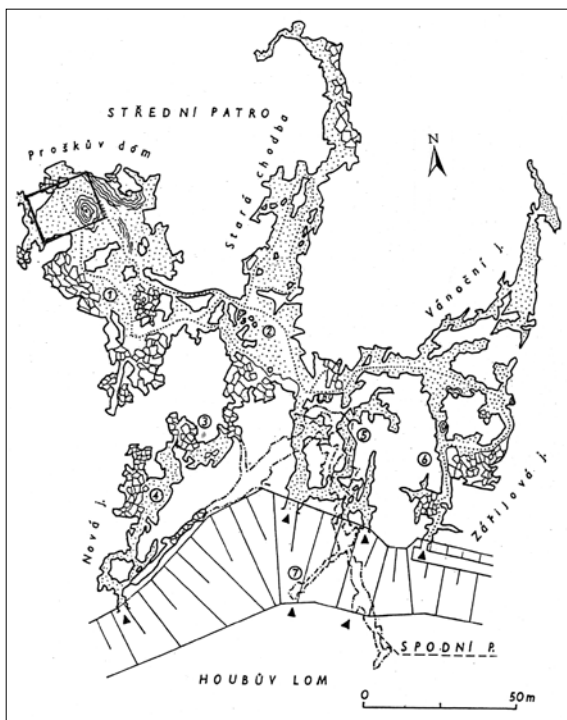 STŘEDNÍ PATRO
Proškův dóm
Stará chodba
N
Vánoční j.
1
2
3
4
5
6
7
Nová j.
Zářijová j.
SPODNÍ P.
HOUBŮV LOM
0 50m